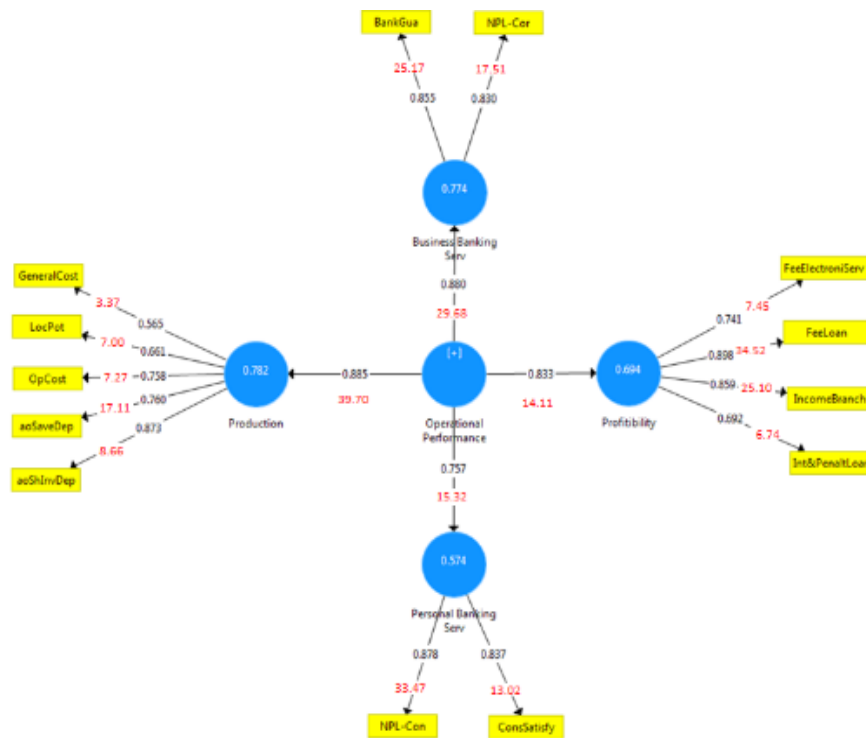 BankGua
NPL-Cor
25.17
17.51
0.855
0.830
0.774
Business Banking
Serv
GeneralCost
FeeElectroniServ
3.37
0.880
7.45
0.565
0.741
LocPot
29.68
FeeLoan
7.00
0.661
0.898
34.52
[+]
OpCost
7.27
0.758
0.782
0.885
0.833
0.694
0.859
25.10
IncomeBranch
0.760
39.70
14.11
aoSaveDep
17.11
Production
Operational
Performance
Profitibility
0.692
0.873
6.74
aoShInvDep
8.66
Int&PenaltLoan
0.757
15.32
0.574
Personal Banking
Serv
0.878
0.837
33.47
13.02
NPL-Con
ConsSatisfy